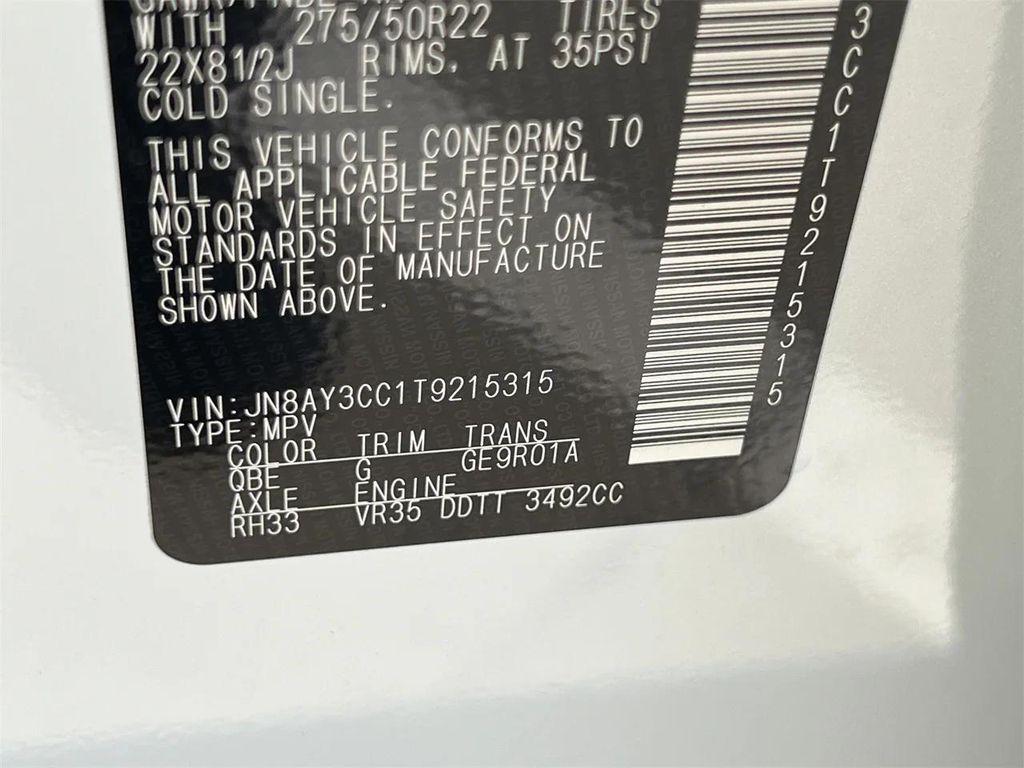 WITH 275/50R22 TIRES
22X81/2J RIMS, AT 35PSI
COLD SINGLE.
THIS VEHICLE CONFORMS TO
ALL APPLICABLE FEDERAL
MOTOR VEHICLE SAFETY
STANDARDS IN EFFECT ON
THE DATE OF MANUFACTURE
SHOWN ABOVE.
VIN:JN8AY3CC1T9215315
TYPE:MPV
COLOR TRIM TRANS
QBE G GE9R01A
AXLE ENGINE
RH33 VR35 DDTT 3492CC
3CC1T9215315